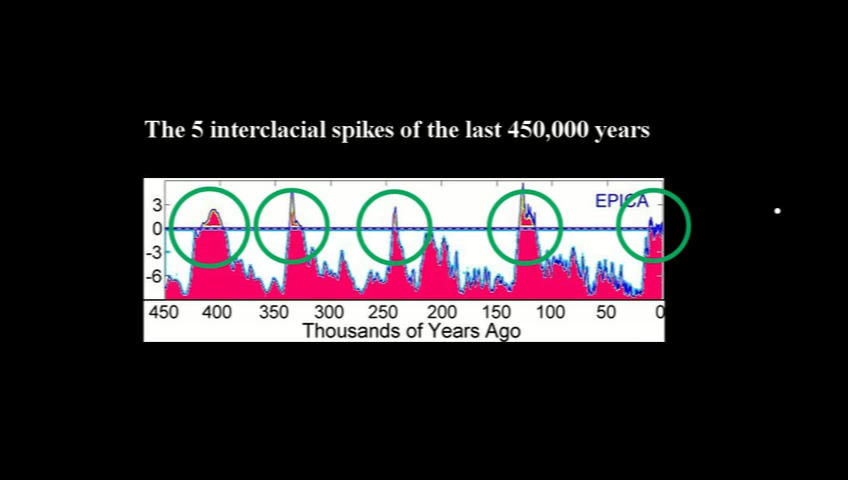 The 5 interclacial spikes of the last 450,000 years
EPICA
3
0
-3
-6
450 400 350 300 250 200 150 100 50 0
Thousands of Years Ago